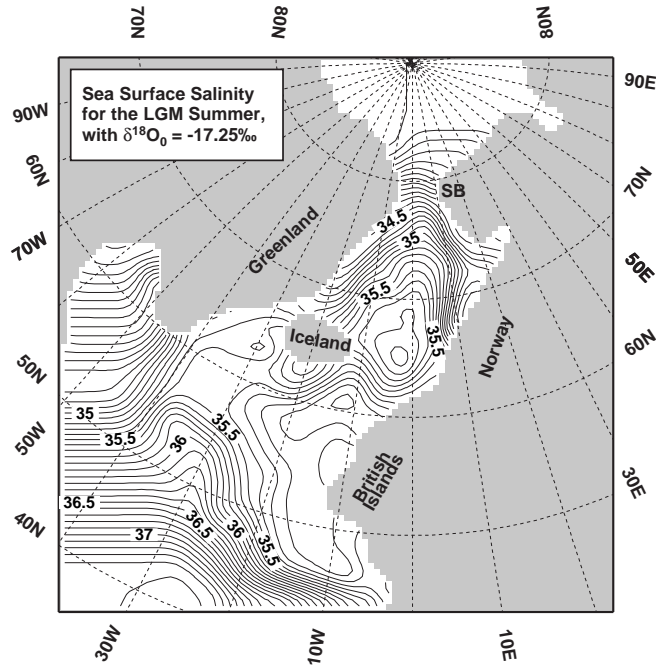 70N
80N
80N
Sea Surface Salinity
for the LGM Summer,
with δ¹⁸O₀ = -17.25‰
90E
90W
60N
SB
70N
34.5
Greenland
35
70W
50E
35.5
Iceland
35.5
Norway
60N
50N
35
35.5
35.5
36
50W
British
Islands
30E
36.5
36.5
36
37
35.5
40N
30W
10W
10E